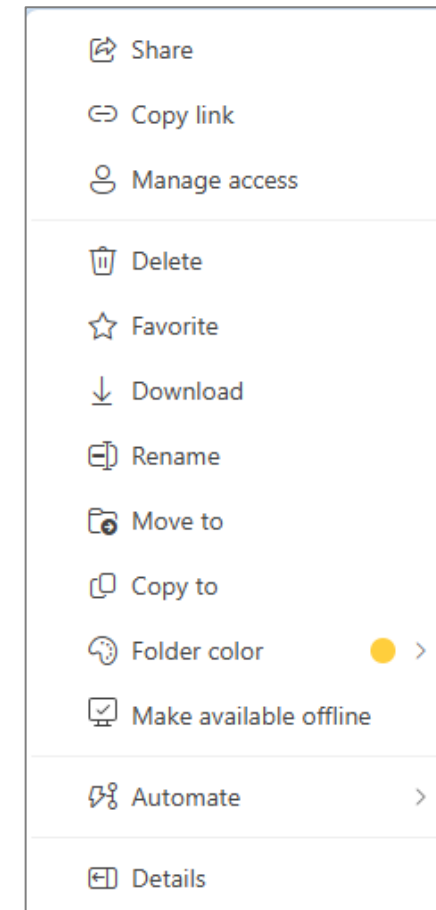 Share
Copy link
Manage access
Delete
Favorite
Download
Rename
Move to
Copy to
Folder color
Make available offline
Automate
Details